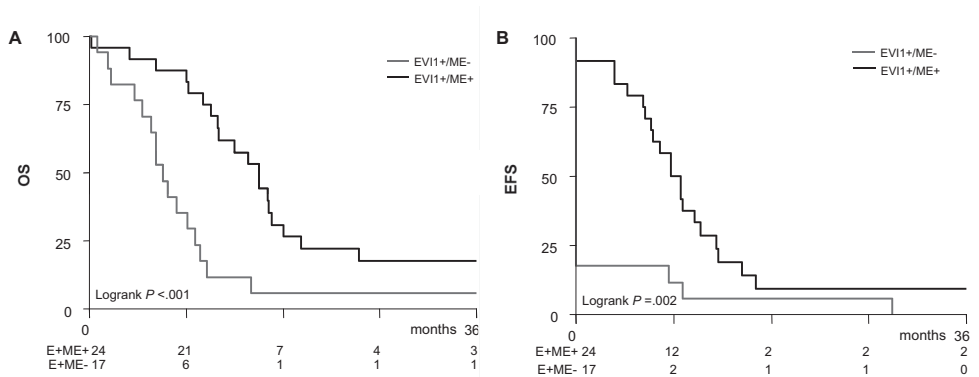 A
100
75
50
25
0
OS
EVI1+/ME-
EVI1+/ME+
Logrank P <.001
0
months 36
E+ME+ 24 21 7 4 3
E+ME- 17 6 1 1 1
B
100
75
50
25
0
EFS
EVI1+/ME-
EVI1+/ME+
Logrank P =.002
0 12
months 36
E+ME+ 24 12 2 2 2
E+ME- 17 2 1 1 0